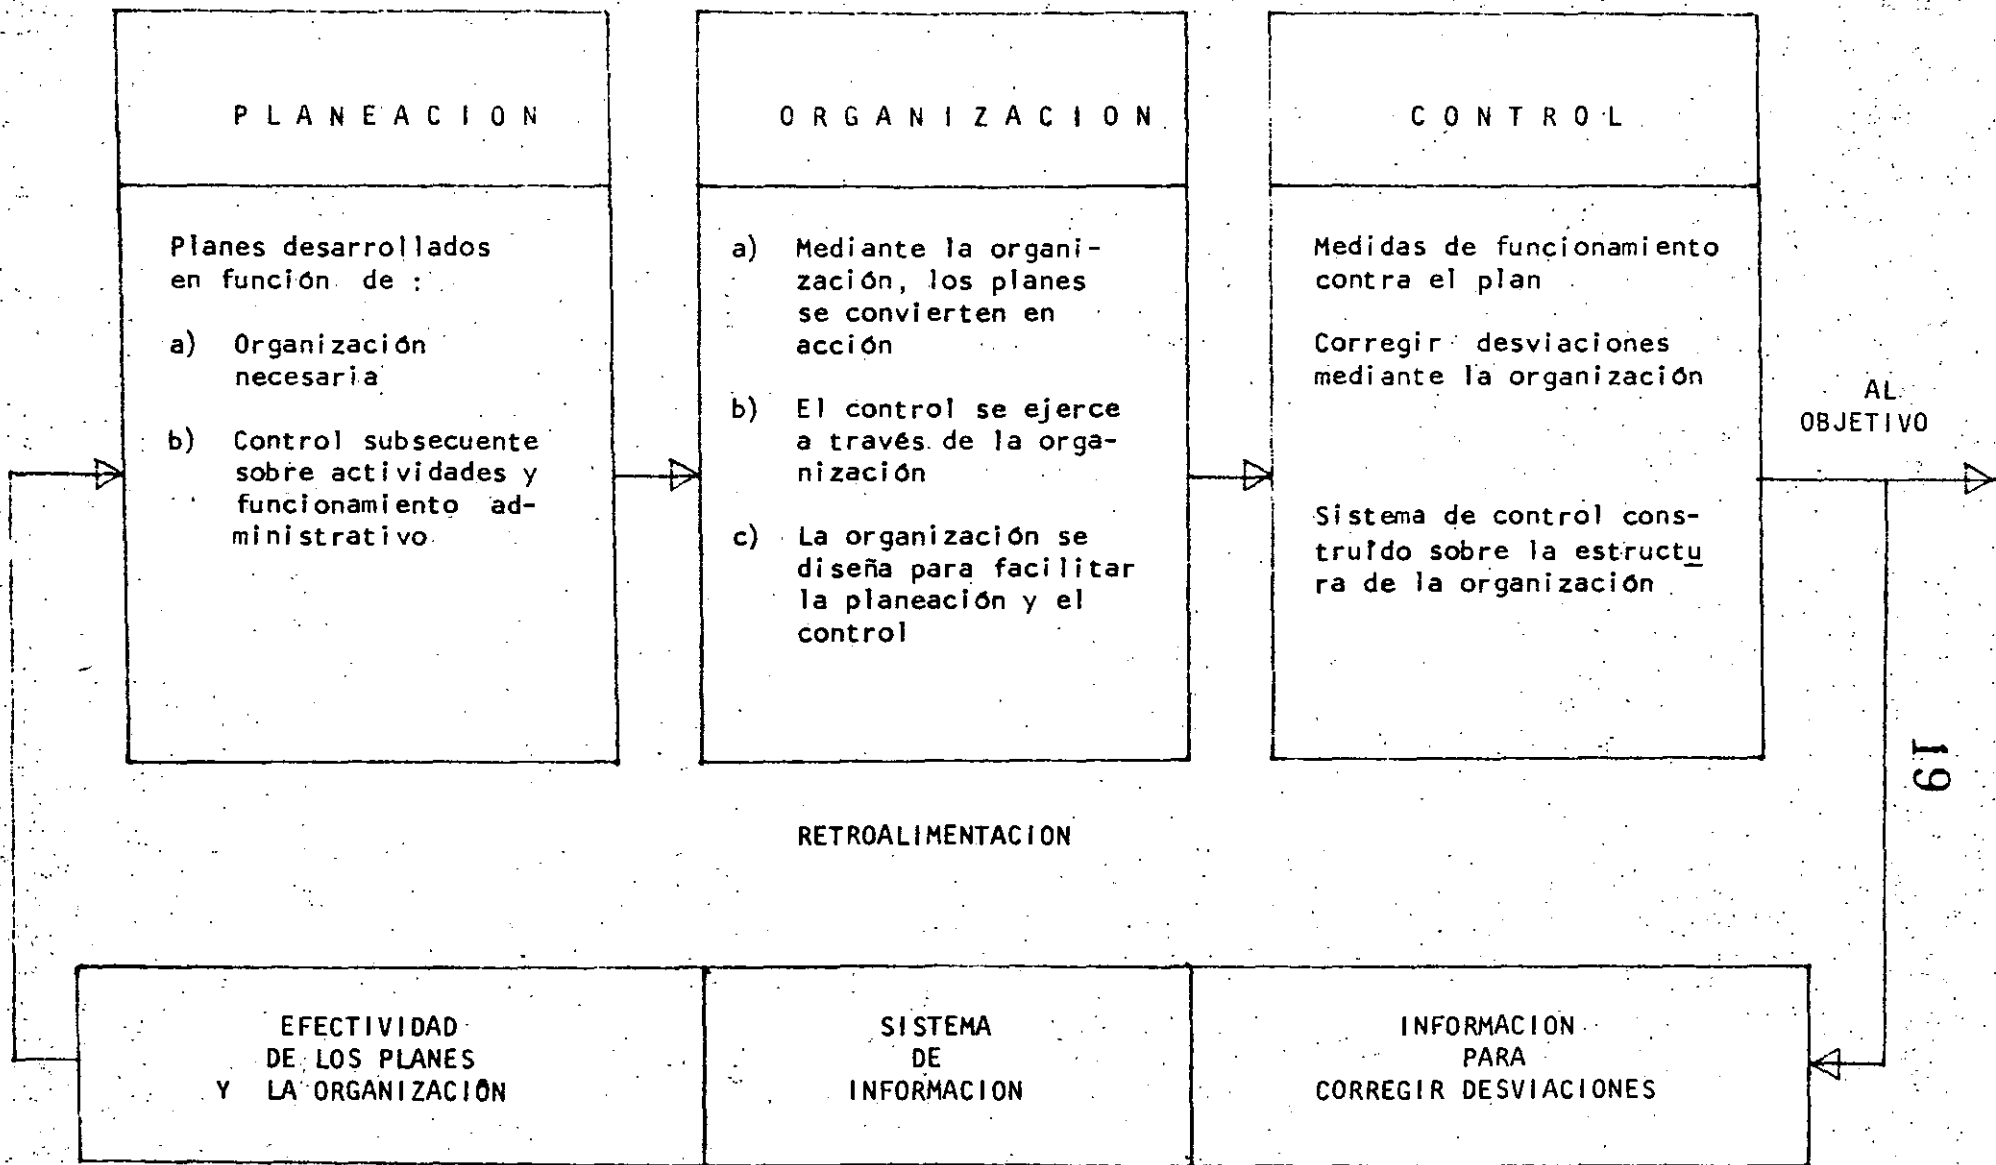 P L A N E A C I O N
Planes desarrollados
en función de :
a) Organización
necesaria
b) Control subsecuente
sobre actividades y
funcionamiento ad-
ministrativo
O R G A N I Z A C I O N
a) Mediante la organi-
zación, los planes
se convierten en
acción
b) El control se ejerce
a través de la orga-
nización
c) La organización se
diseña para facilitar
la planeación y el
control
C O N T R O L
Medidas de funcionamiento
contra el plan
Corregir desviaciones
mediante la organización
Sistema de control cons-
truído sobre la estructu
ra de la organización
AL
OBJETIVO
19
RETROALIMENTACION
EFECTIVIDAD
DE LOS PLANES
Y LA ORGANIZACIÓN
SISTEMA
DE
INFORMACION
INFORMACION
PARA
CORREGIR DESVIACIONES